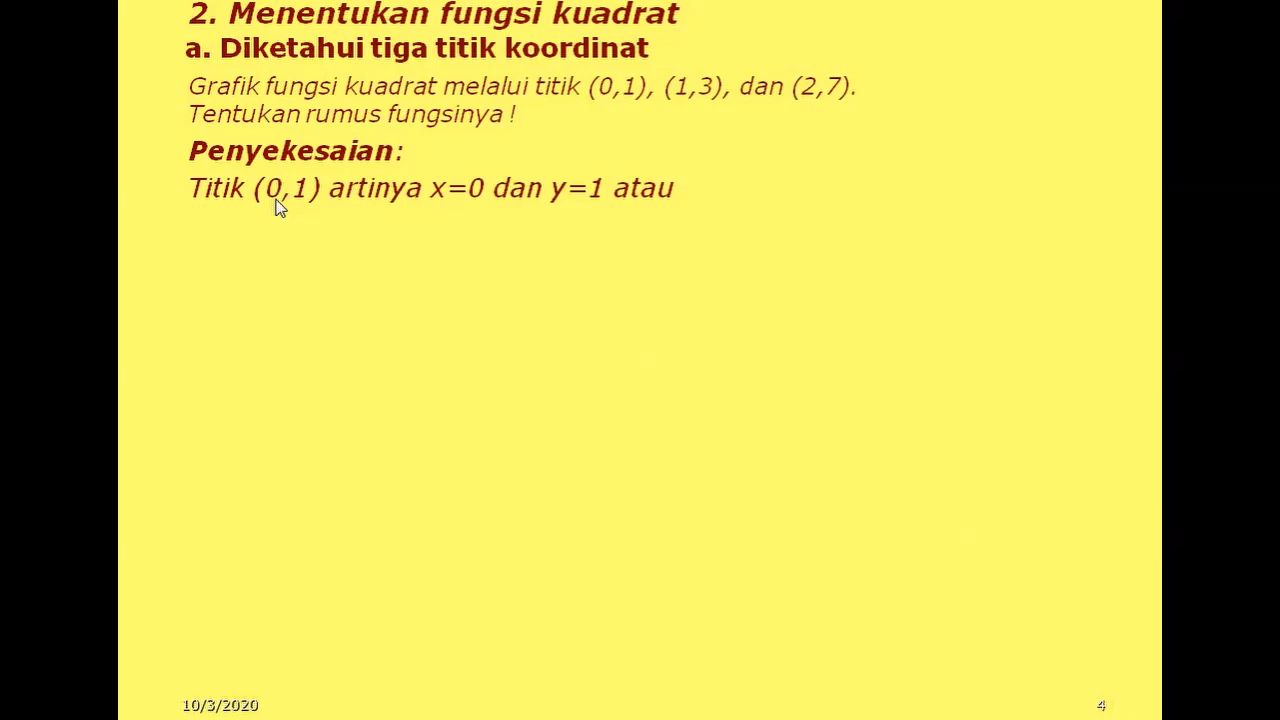 2. Menentukan fungsi kuadrat
a. Diketahui tiga titik koordinat
Grafik fungsi kuadrat melalui titik (0,1), (1,3), dan (2,7).
Tentukan rumus fungsinya !
Penyekesaian:
Titik (0,1) artinya x=0 dan y=1 atau
10/3/2020
4